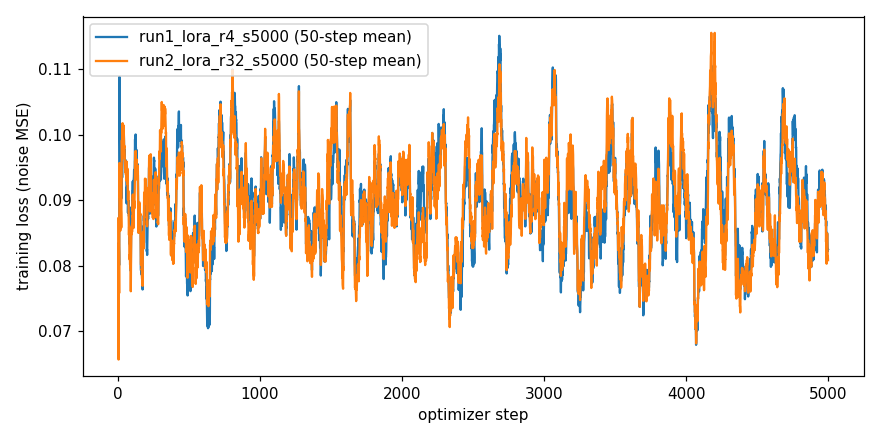 run1_lora_r4_s5000 (50-step mean)
run2_lora_r32_s5000 (50-step mean)
training loss (noise MSE)
0.11
0.10
0.09
0.08
0.07
0 1000 2000 3000 4000 5000
optimizer step